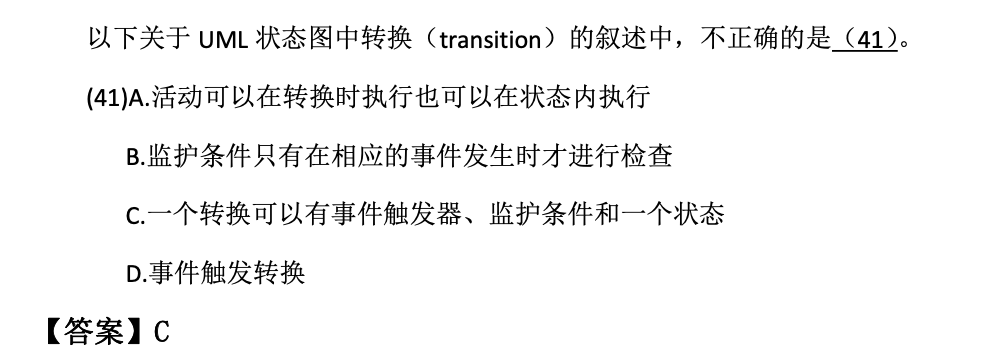 以下关于 UML 状态图中转换（transition）的叙述中，不正确的是（41）。
(41)A.活动可以在转换时执行也可以在状态内执行
B.监护条件只有在相应的事件发生时才进行检查
C.一个转换可以有事件触发器、监护条件和一个状态
D.事件触发转换
【答案】C